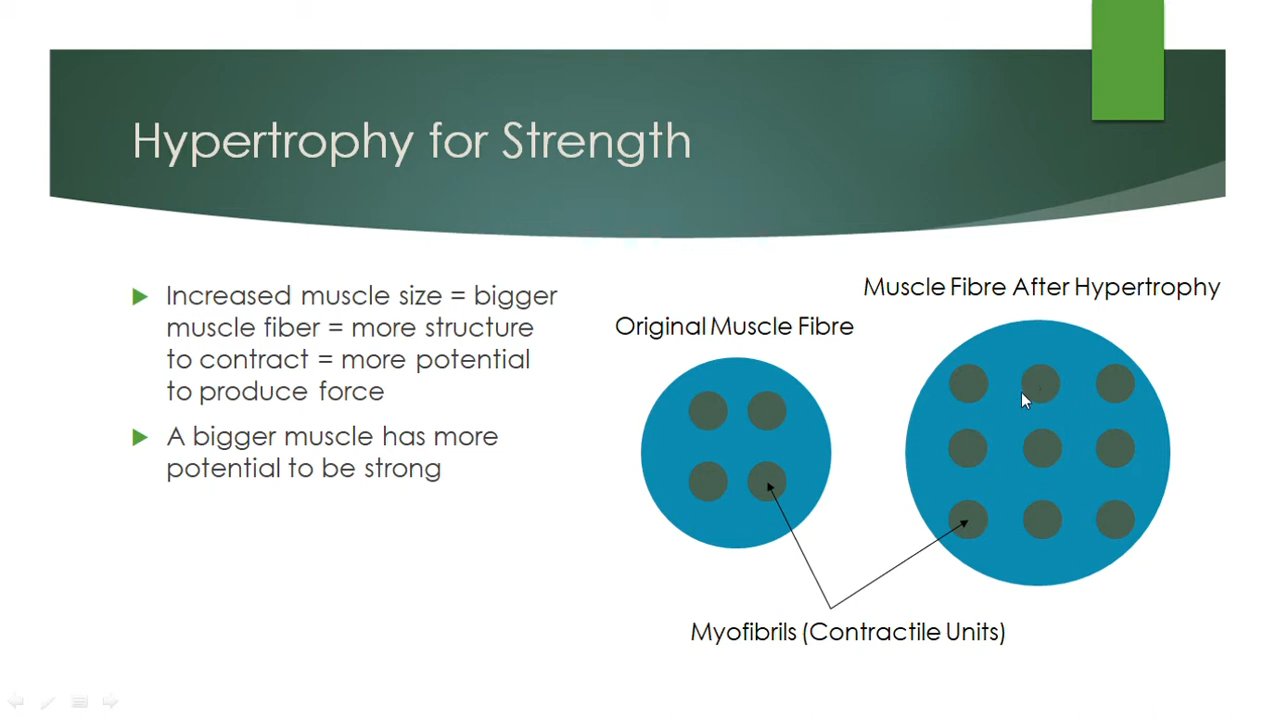 Hypertrophy for Strength
Increased muscle size = bigger
muscle fiber = more structure
to contract = more potential
to produce force
A bigger muscle has more
potential to be strong
Original Muscle Fibre
Muscle Fibre After Hypertrophy
Myofibrils (Contractile Units)